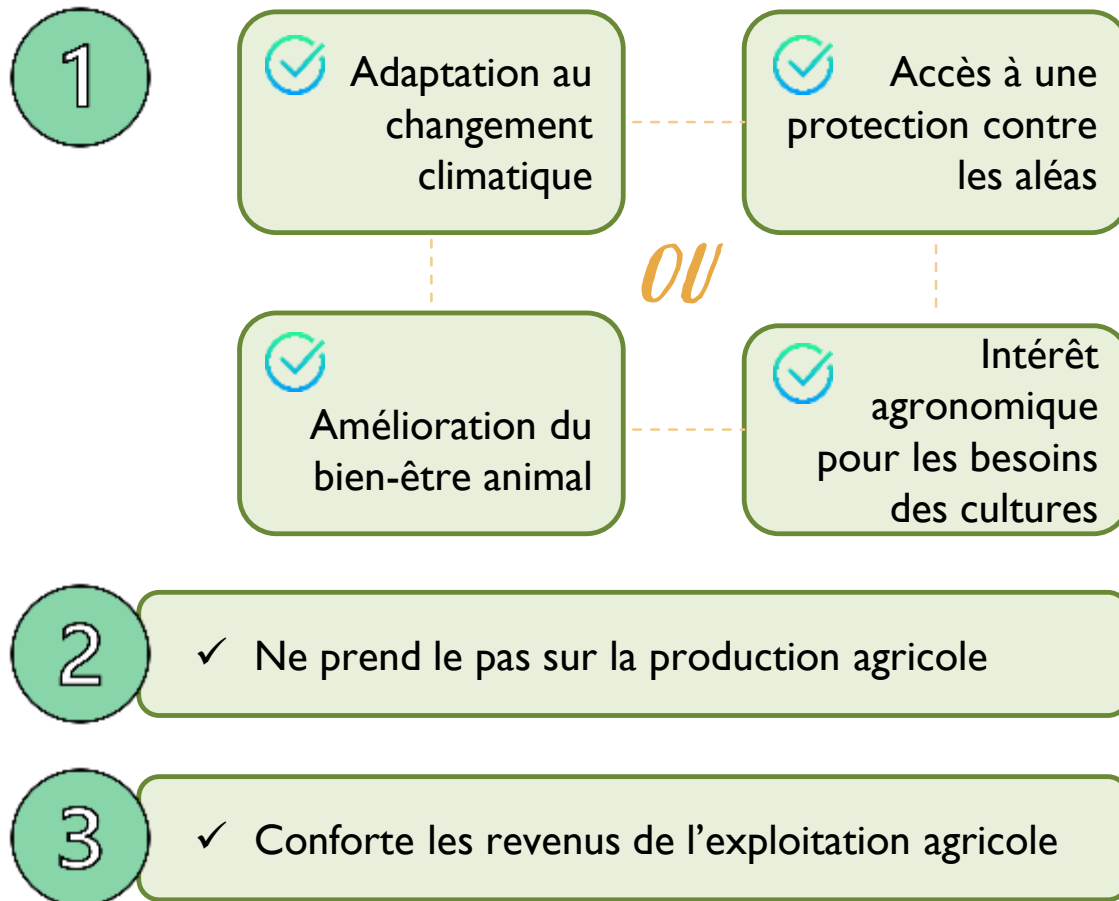 1
Adaptation au
changement
climatique
Accès à une
protection contre
les aléas
OU
Amélioration du
bien-être animal
Intérêt
agronomique
pour les besoins
des cultures
2
✓ Ne prend le pas sur la production agricole
3
✓ Conforte les revenus de l’exploitation agricole